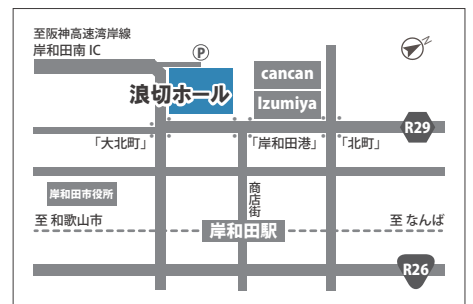 至阪神高速湾岸線
岸和田南 IC
P
Z
cancan
Izumiya
浪切ホール
R29
「大北町」
「岸和田港」
「北町」
岸和田市役所
商店街
至 和歌山市
岸和田駅
至 なんば
R26